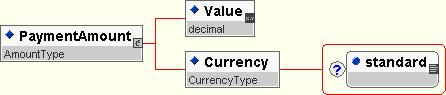 PaymentAmount
AmountType
Value
decimal
Currency
CurrencyType
?
standard